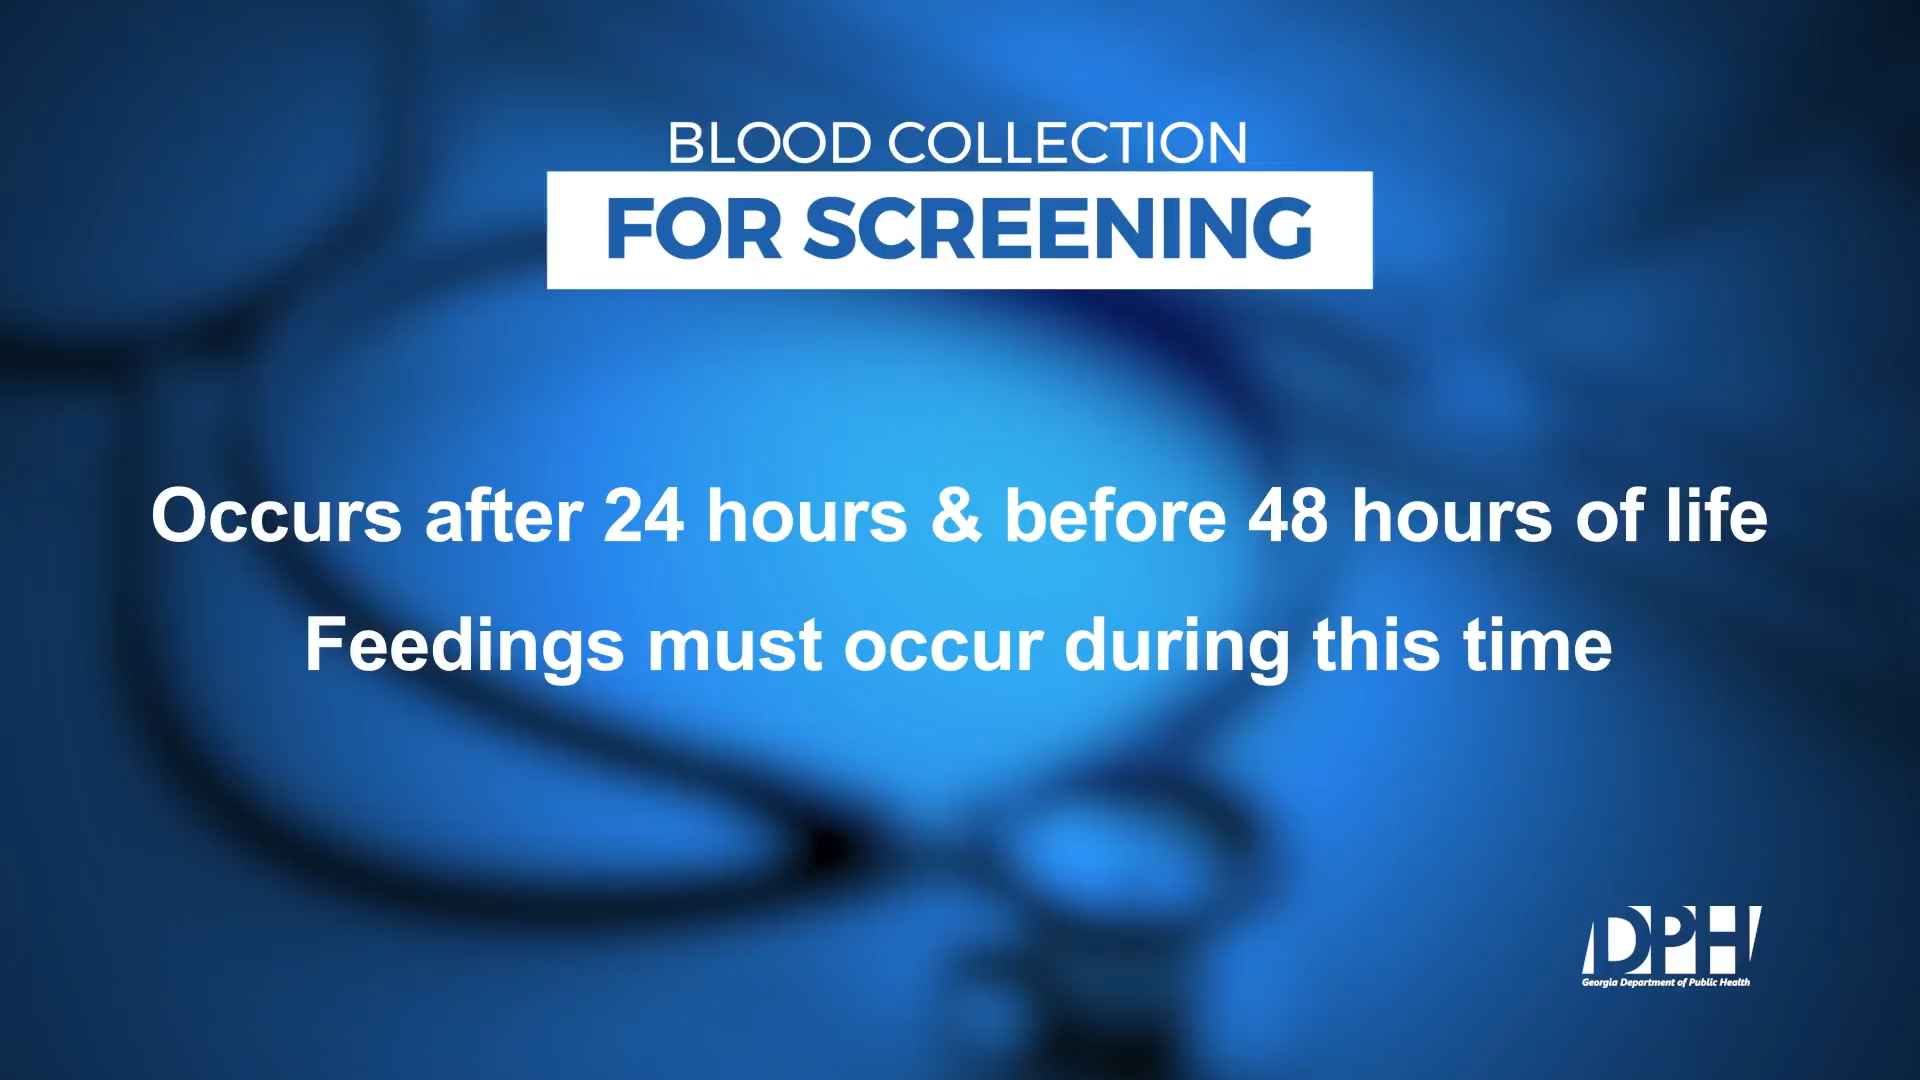 BLOOD COLLECTION
FOR SCREENING
Occurs after 24 hours & before 48 hours of life
Feedings must occur during this time
DPH
Georgia Department of Public Health